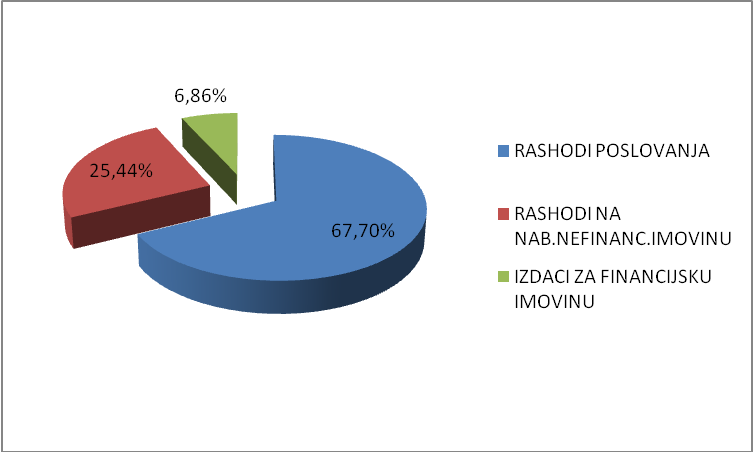 6,86%
25,44%
67,70%
RASHODI POSLOVANJA
RASHODI NA
NAB.NEFINANC.IMOVINU
IZDACI ZA FINANCIJSKU
IMOVINU